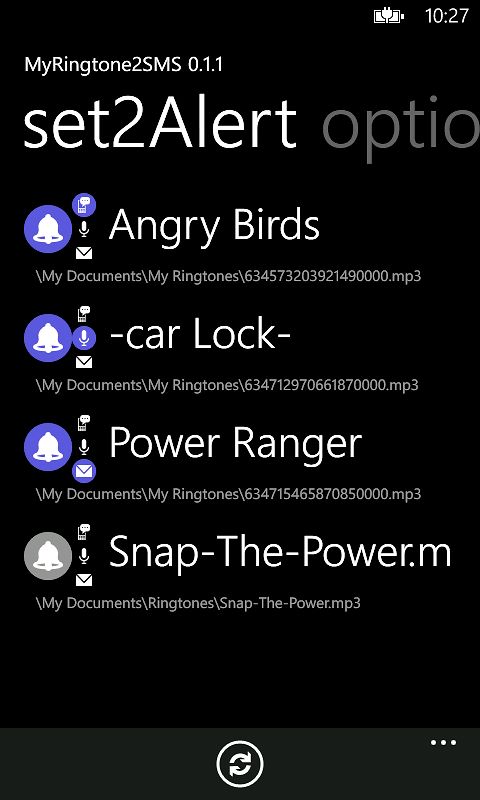 10:27
MyRingtone2SMS 0.1.1
set2Alert optio
Angry Birds
\My Documents\My Ringtones\634573203921490000.mp3
-car Lock-
\My Documents\My Ringtones\634712970661870000.mp3
Power Ranger
\My Documents\My Ringtones\634715465870850000.mp3
Snap-The-Power.m
\My Documents\Ringtones\Snap-The-Power.mp3